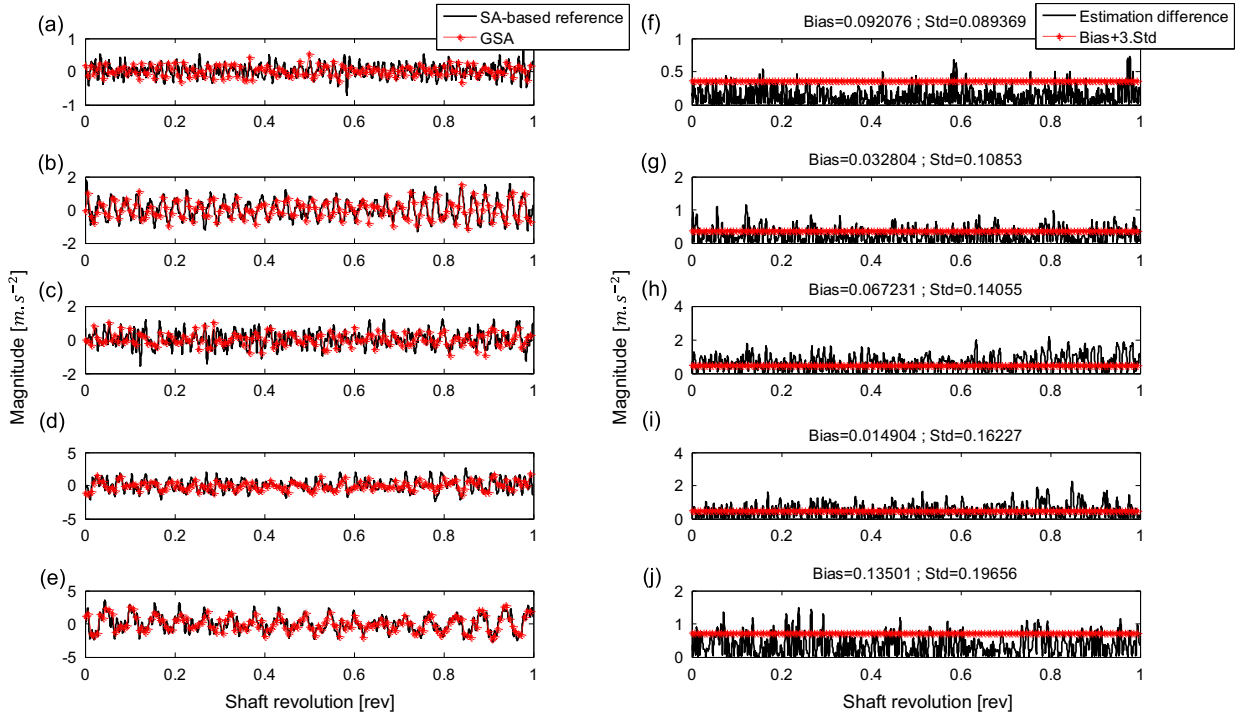 (a)
SA-based reference
GSA
1
0
-1
0 0.2 0.4 0.6 0.8 1
(b)
2
0
-2
0 0.2 0.4 0.6 0.8 1
(c)
2
0
-2
0 0.2 0.4 0.6 0.8 1
(d)
5
0
-5
0 0.2 0.4 0.6 0.8 1
(e)
5
0
-5
0 0.2 0.4 0.6 0.8 1
Magnitude [m.s⁻²]
Shaft revolution [rev]
(f)
Bias=0.092076 ; Std=0.089369
Estimation difference
Bias+3.Std
1
0.5
0
0 0.2 0.4 0.6 0.8 1
(g)
Bias=0.032804 ; Std=0.10853
2
1
0
0 0.2 0.4 0.6 0.8 1
(h)
Bias=0.067231 ; Std=0.14055
4
2
0
0 0.2 0.4 0.6 0.8 1
(i)
Bias=0.014904 ; Std=0.16227
4
2
0
0 0.2 0.4 0.6 0.8 1
(j)
Bias=0.13501 ; Std=0.19656
2
1
0
0 0.2 0.4 0.6 0.8 1
Magnitude [m.s⁻²]
Shaft revolution [rev]